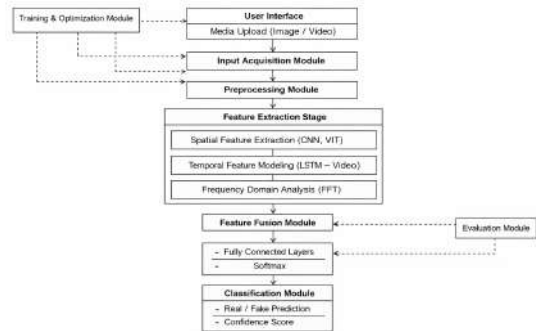 Training & Optimization Module
User Interface
Media Upload (Image / Video)
Input Acquisition Module
Preprocessing Module
Feature Extraction Stage
Spatial Feature Extraction (CNN, VIT)
Temporal Feature Modeling (LSTM – Video)
Frequency Domain Analysis (FFT)
Feature Fusion Module
Evaluation Module
- Fully Connected Layers
- Softmax
Classification Module
- Real / Fake Prediction
- Confidence Score